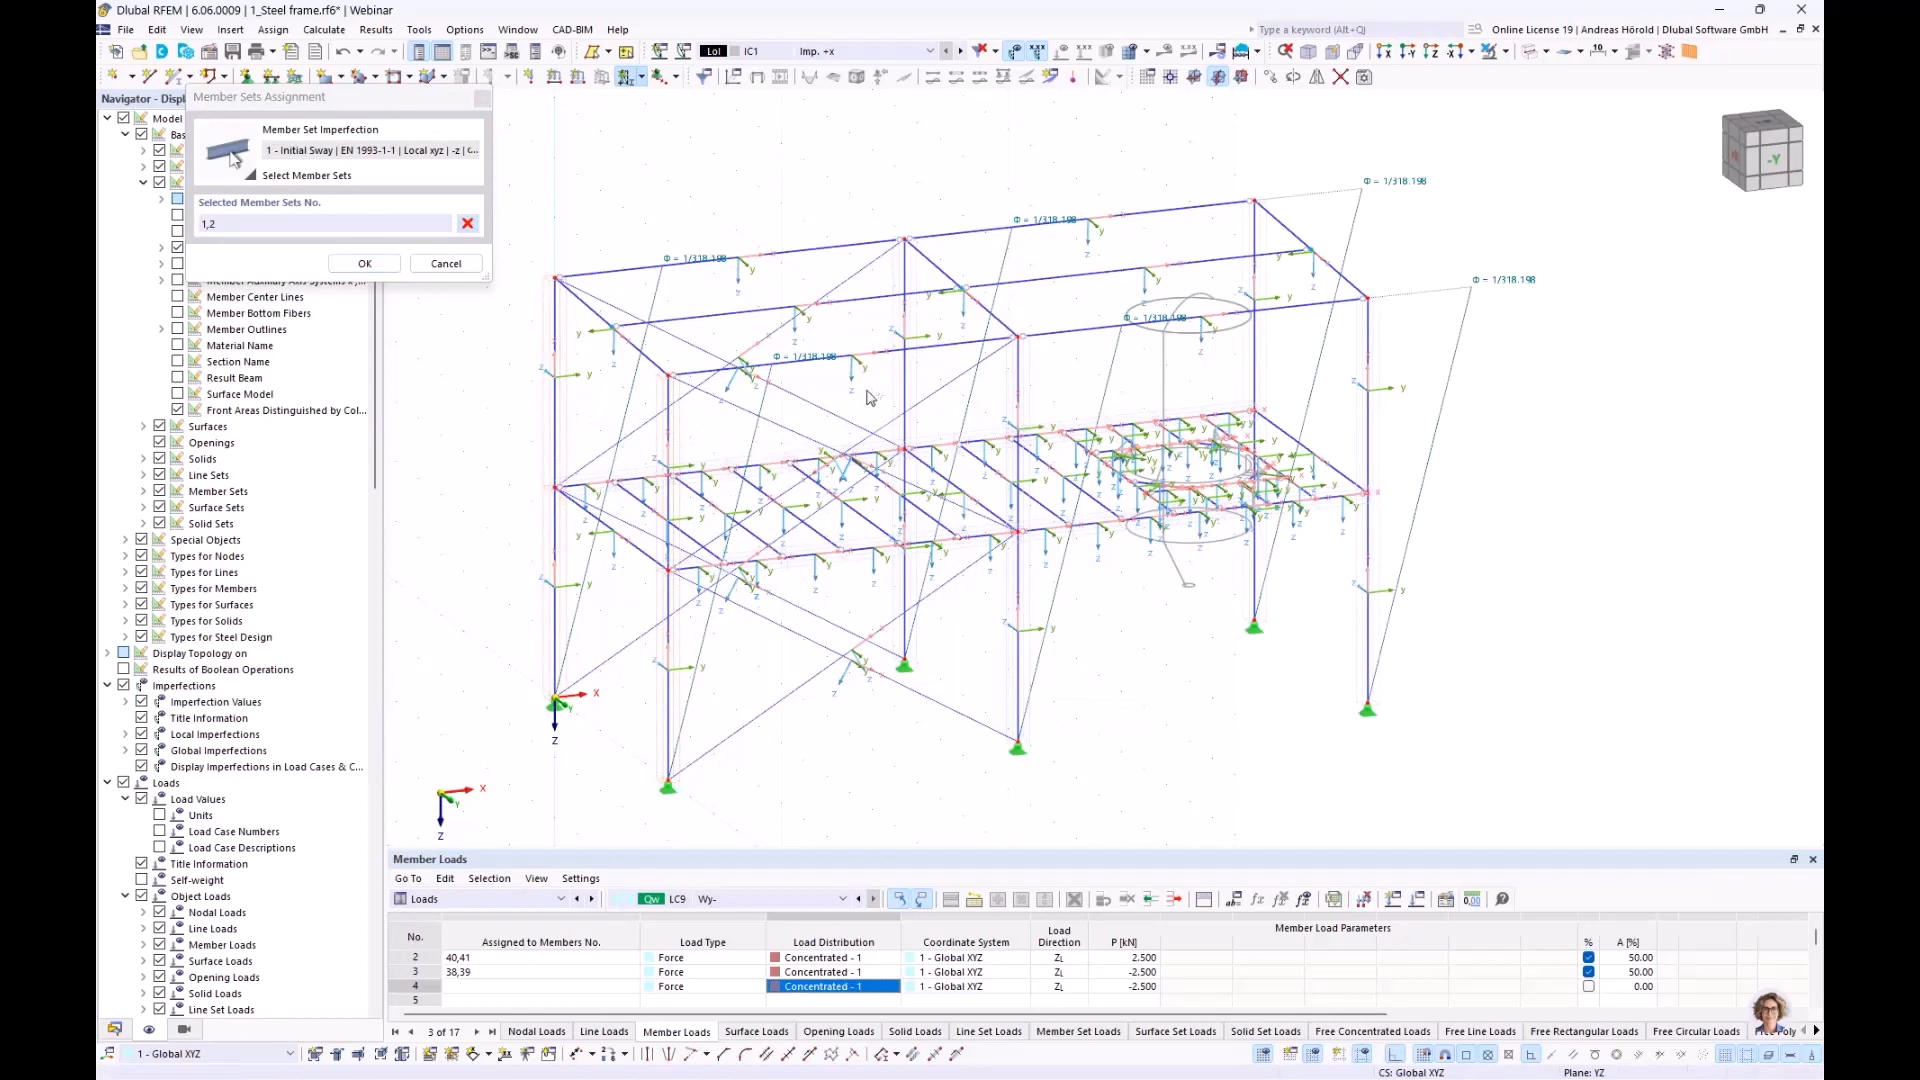 Dlubal RFEM | 6.06.0009 | 1_Steel frame.rf6* | Webinar
File Edit View Insert Assign Calculate Results Tools Options Window CAD-BIM Help
Type a keyword (Alt+Q)
Online License 19 | Andreas Hörold | Dlubal Software GmbH
LoI IC1 Imp. +x
Navigator - Displ
Member Sets Assignment
Member Set Imperfection
1 - Initial Sway | EN 1993-1-1 | Local xyz | -z | c...
Select Member Sets
Selected Member Sets No.
1,2
OK Cancel
Model
Bas
Member Center Lines
Member Bottom Fibers
Member Outlines
Material Name
Section Name
Result Beam
Surface Model
Front Areas Distinguished by Col...
Surfaces
Openings
Solids
Line Sets
Member Sets
Surface Sets
Solid Sets
Special Objects
Types for Nodes
Types for Lines
Types for Members
Types for Surfaces
Types for Solids
Types for Steel Design
Display Topology on
Results of Boolean Operations
Imperfections
Imperfection Values
Title Information
Local Imperfections
Global Imperfections
Display Imperfections in Load Cases & C...
Loads
Load Values
Units
Load Case Numbers
Load Case Descriptions
Title Information
Self-weight
Object Loads
Nodal Loads
Line Loads
Member Loads
Surface Loads
Opening Loads
Solid Loads
Line Set Loads
Φ = 1/318.198
Φ = 1/318.198
Φ = 1/318.198
Φ = 1/318.198
Φ = 1/318.198
Φ = 1/318.198
X
Y
Z
X
Y
Z
-Y
Member Loads
Go To Edit Selection View Settings
Loads Qw LC9 Wy-
No. Assigned to Members No. Load Type Load Distribution Coordinate System Load Direction P [kN] Member Load Parameters % A [%]
2 40,41 Force Concentrated - 1 1 - Global XYZ ZL 2.500 50.00
3 38,39 Force Concentrated - 1 1 - Global XYZ ZL -2.500 50.00
4 Force Concentrated - 1 1 - Global XYZ ZL -2.500 0.00
5
3 of 17 Nodal Loads Line Loads Member Loads Surface Loads Opening Loads Solid Loads Line Set Loads Member Set Loads Surface Set Loads Solid Set Loads Free Concentrated Loads Free Line Loads Free Rectangular Loads Free Circular Loads
1 - Global XYZ
CS: Global XYZ Plane: YZ